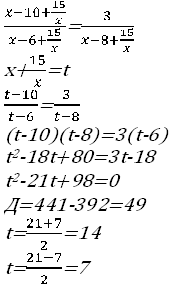 (x-10+15/x)/(x-6+15/x)=3/(x-8+15/x)
x+15/x=t
(t-10)/(t-6)=3/(t-8)
(t-10)(t-8)=3(t-6)
t²-18t+80=3t-18
t²-21t+98=0
Д=441-392=49
t=(21+7)/2=14
t=(21-7)/2=7